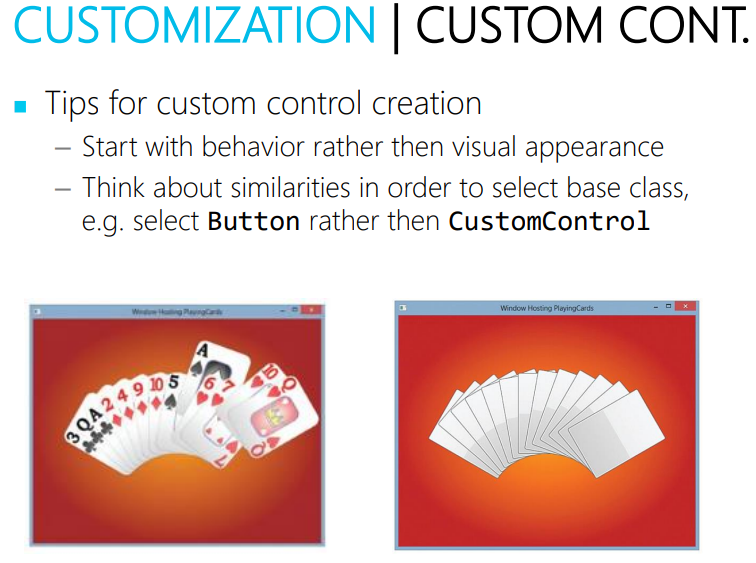 CUSTOMIZATION | CUSTOM CONT.
Tips for custom control creation
– Start with behavior rather then visual appearance
– Think about similarities in order to select base class,
e.g. select Button rather then CustomControl
Window Hosting PlayingCards
Window Hosting PlayingCards
3 Q A 2 4 9 10 5 A 6 7 10 Q
7 Q